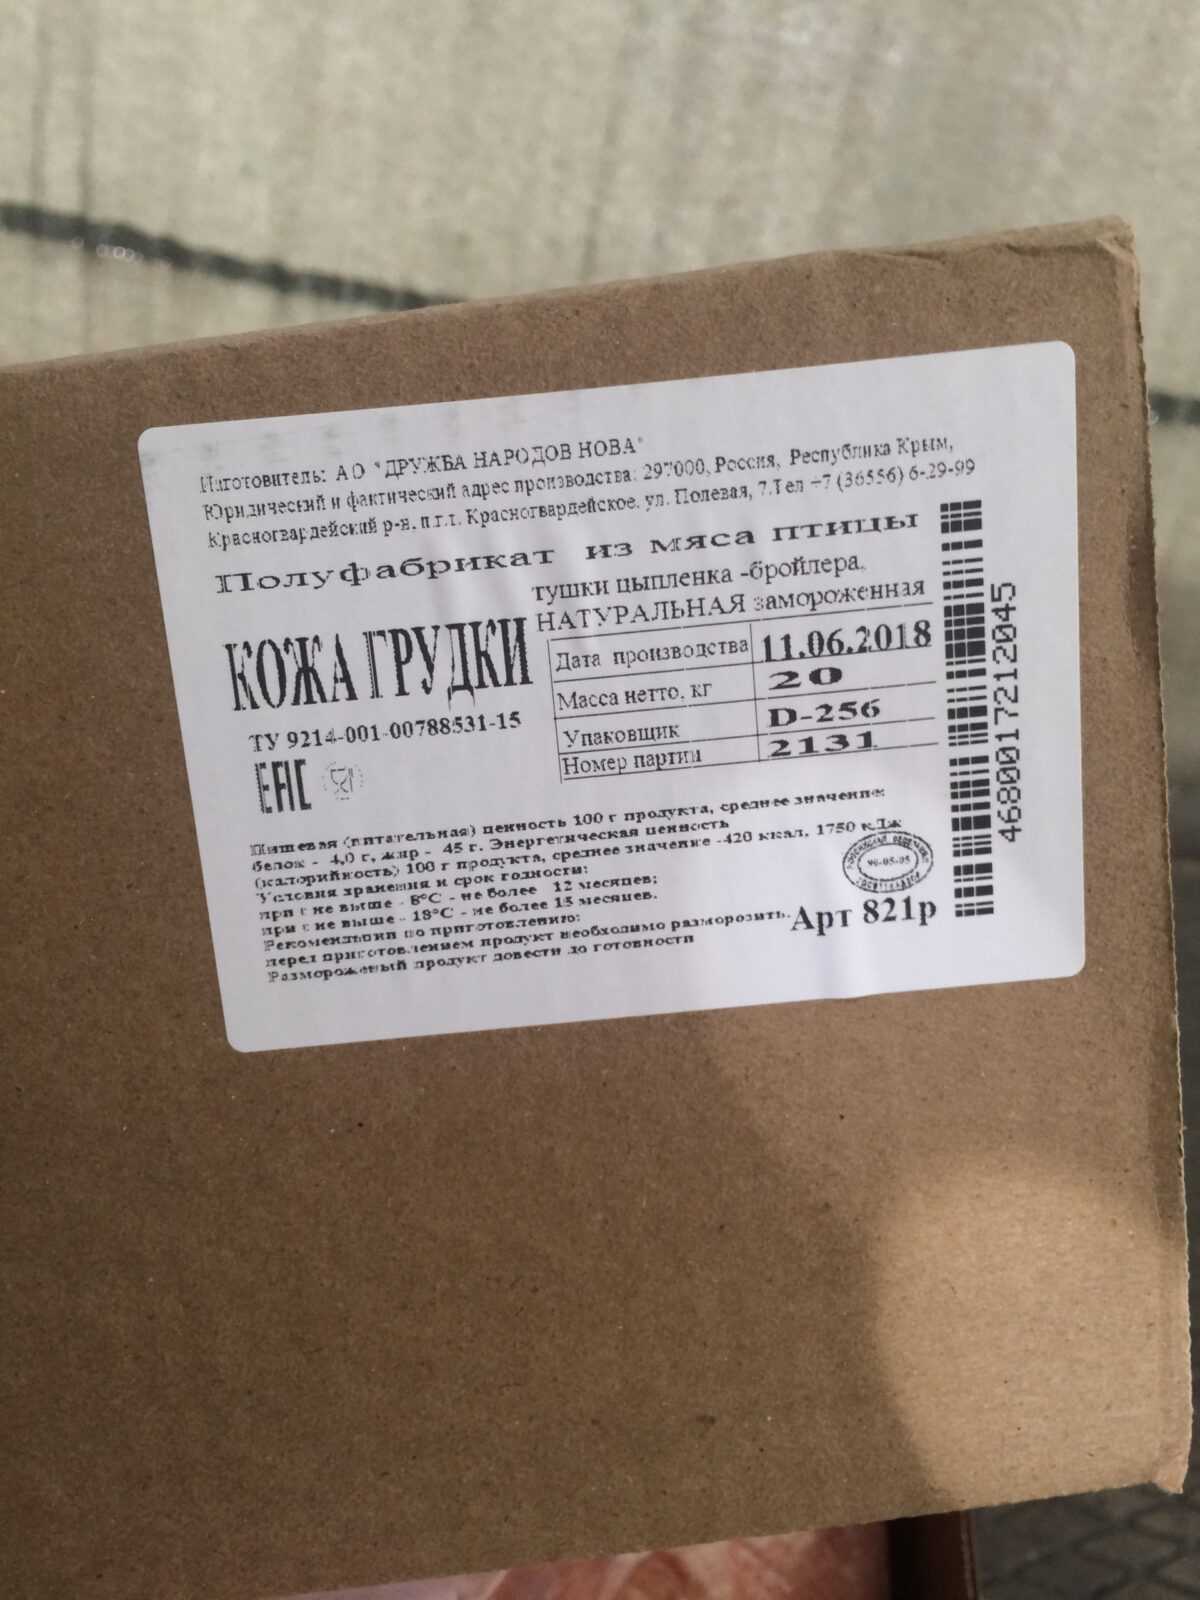 Изготовитель: АО "ДРУЖБА НАРОДОВ НОВА"
Юридический и фактический адрес производства: 297000, Россия, Республика Крым,
Красногвардейский р-н, п.г.т. Красногвардейское, ул. Полевая, 7.Тел +7 (36556) 6-29-99
Полуфабрикат из мяса птицы
КОЖА ГРУДКИ
тушки цыпленка -бройлера,
НАТУРАЛЬНАЯ замороженная
ТУ 9214-001-00788531-15
Дата производства 11.06.2018
Масса нетто, кг 20
Упаковщик D-256
Номер партии 2131
EAC
Пищевая (питательная) ценность 100 г продукта, среднее значение:
белок - 4,0 г, жир - 45 г. Энергетическая ценность
(калорийность) 100 г продукта, среднее значение -420 ккал, 1750 кДж
Условия хранения и срок годности:
при t не выше - 8°С - не более 12 месяцев;
при t не выше - 18°С - не более 15 месяцев.
перед приготовлением продукт необходимо разморозить.
Размороженый продукт довести до готовности
Арт 821р
4680017212045